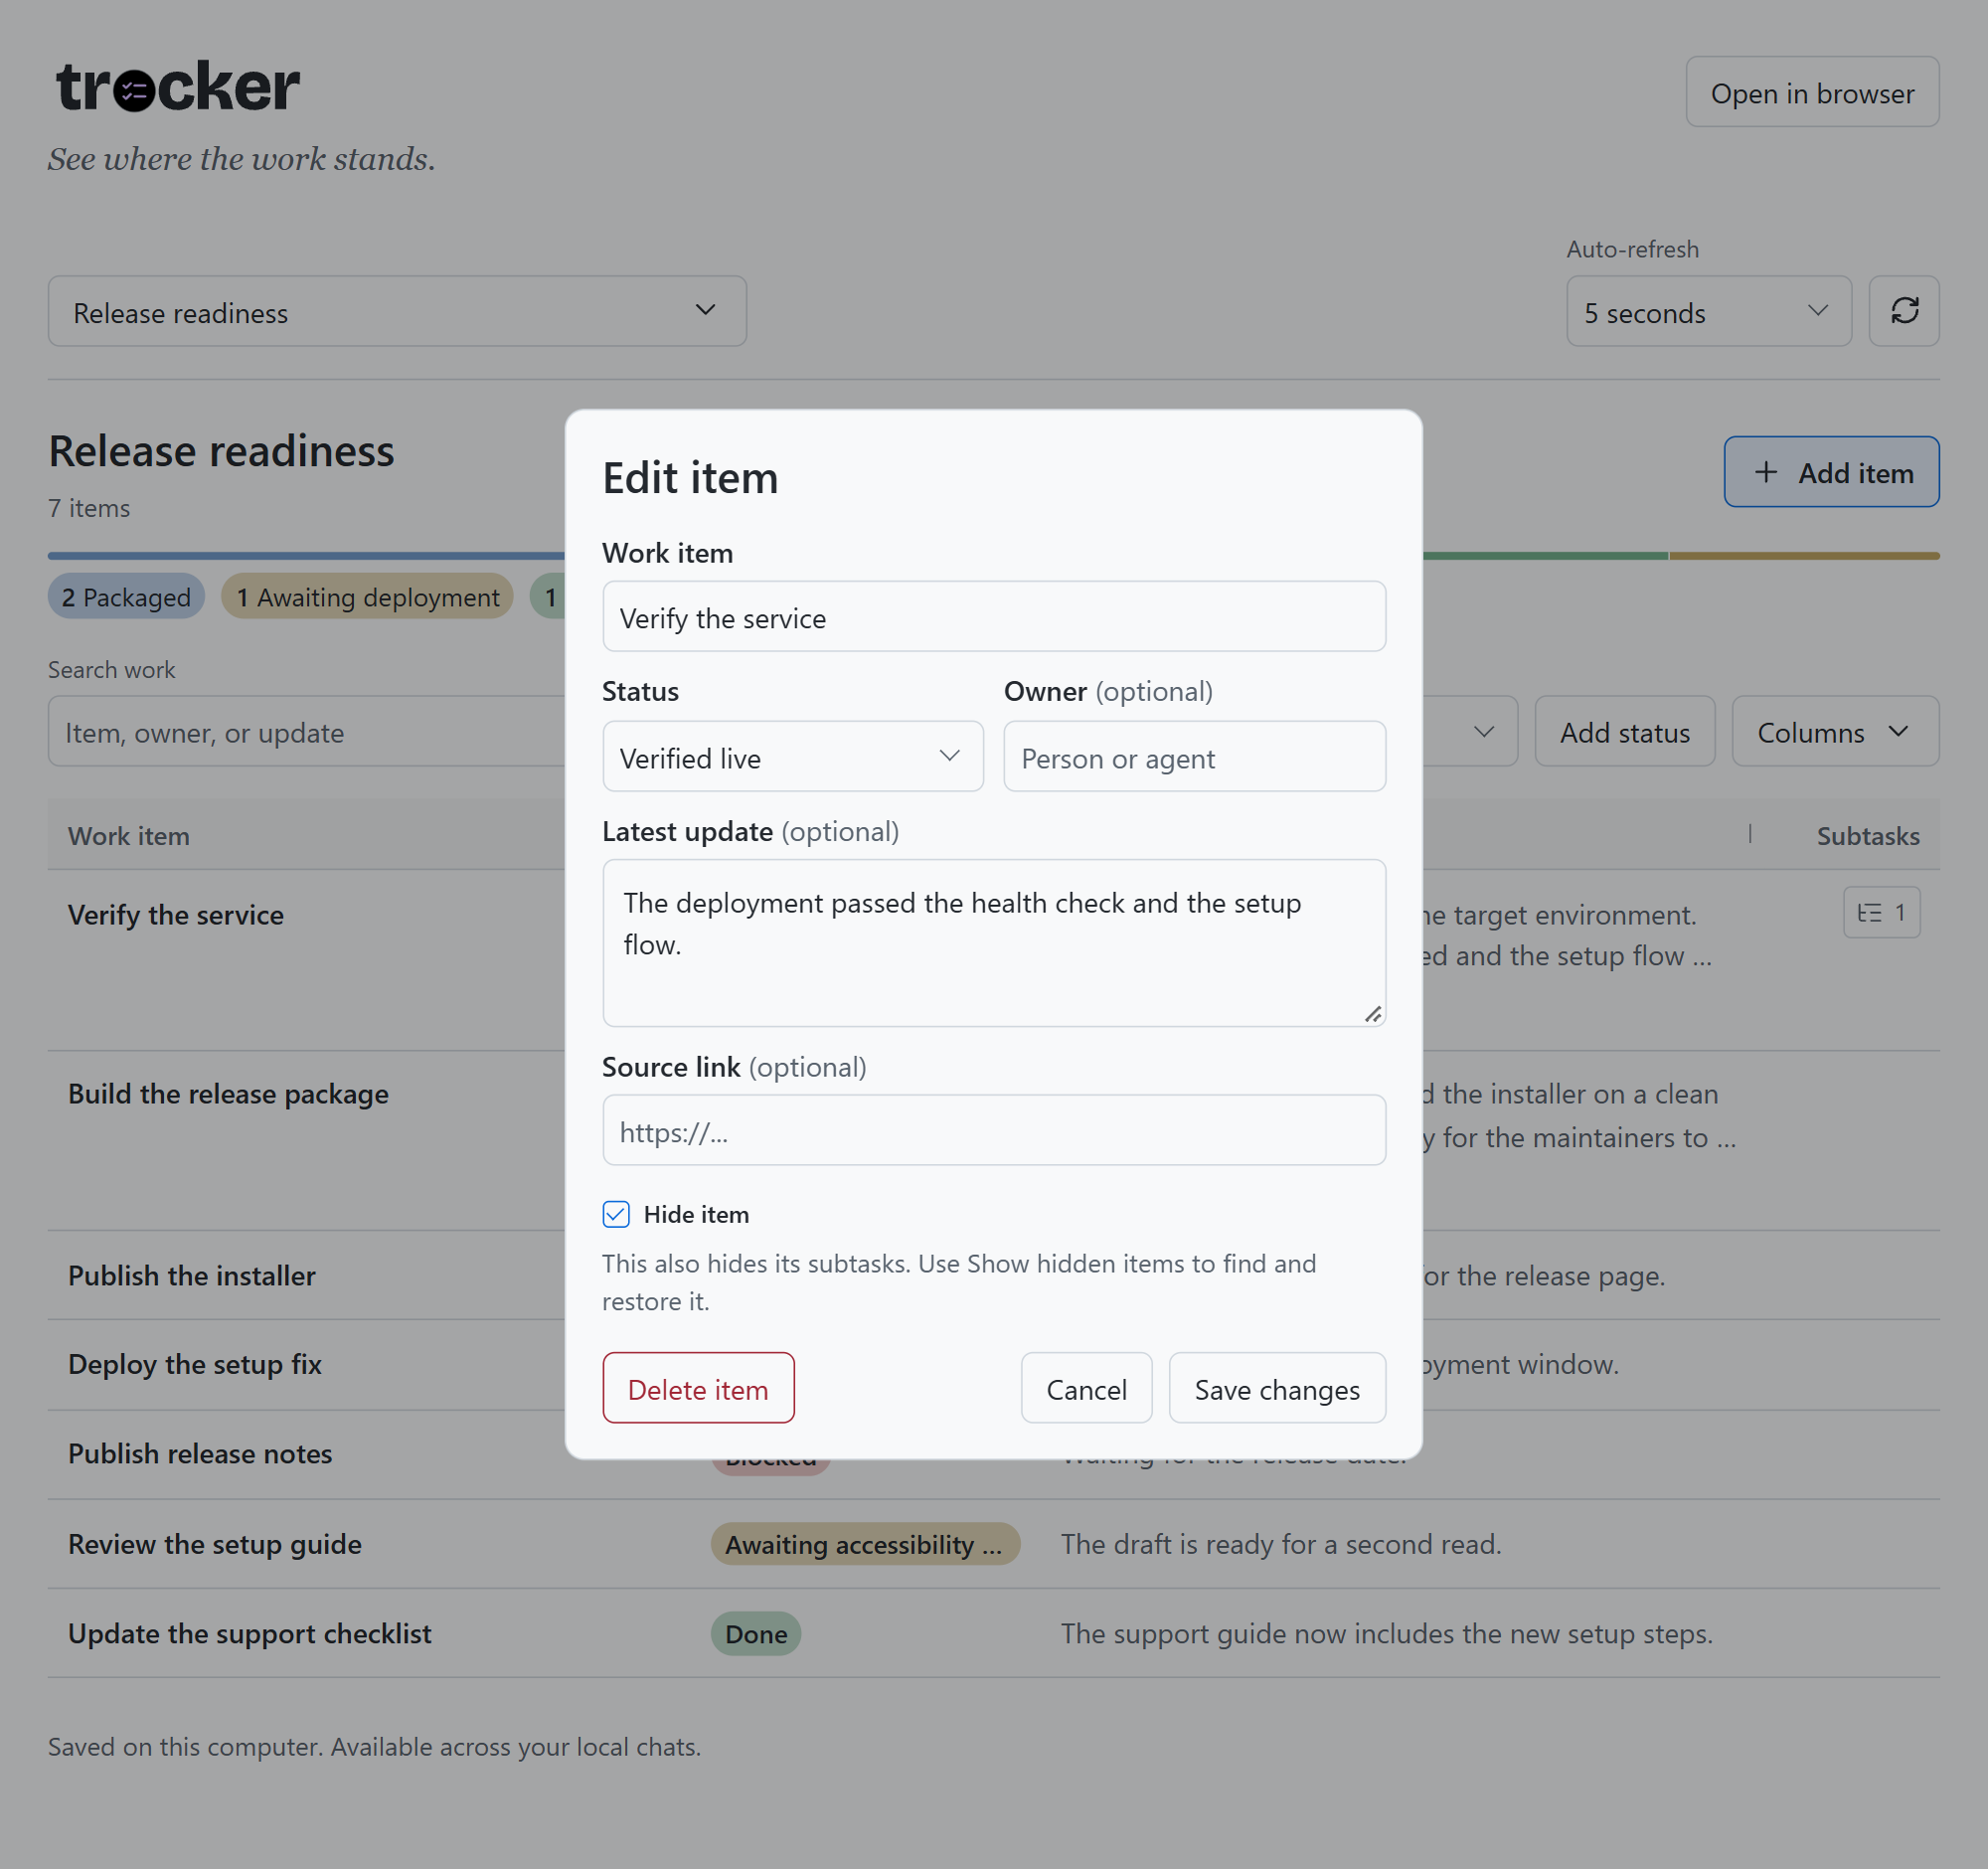 trocker
Open in browser
See where the work stands.
Auto-refresh
Release readiness
5 seconds
Release readiness
Add item
7 items
2 Packaged
1 Awaiting deployment
1
Search work
Item, owner, or update
Add status
Columns
Work item
Subtasks
Verify the service
target environment.
1
and the setup flow ...
Build the release package
the installer on a clean
for the maintainers to ...
Publish the installer
for the release page.
Deploy the setup fix
window.
Publish release notes
Blocked
Waiting for the release date.
Review the setup guide
Awaiting accessibility ...
The draft is ready for a second read.
Update the support checklist
Done
The support guide now includes the new setup steps.
Saved on this computer. Available across your local chats.
Edit item
Work item
Verify the service
Status
Owner (optional)
Verified live
Person or agent
Latest update (optional)
The deployment passed the health check and the setup
flow.
Source link (optional)
https://...
Hide item
This also hides its subtasks. Use Show hidden items to find and
restore it.
Delete item
Cancel
Save changes